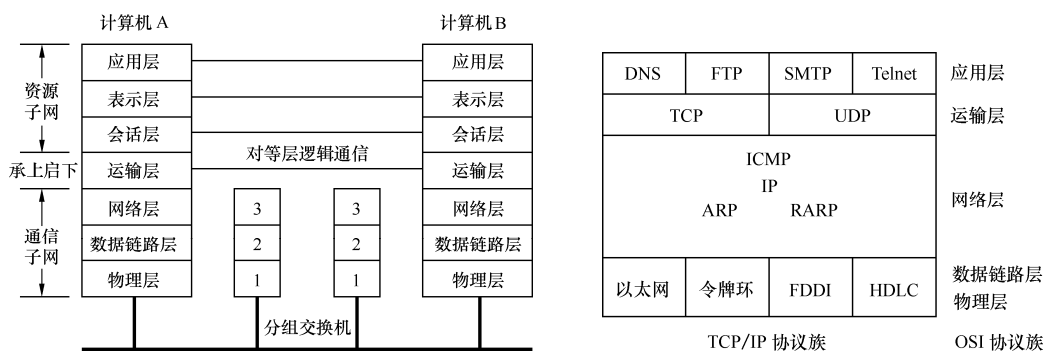 计算机 A
计算机 B
应用层
应用层
表示层
表示层
会话层
会话层
运输层
运输层
网络层
3
3
网络层
数据链路层
2
2
数据链路层
物理层
1
1
物理层
资源
子网
承上启下
通信
子网
对等层逻辑通信
分组交换机
DNS
FTP
SMTP
Telnet
应用层
TCP
UDP
运输层
ICMP
IP
ARP
RARP
网络层
以太网
令牌环
FDDI
HDLC
数据链路层
物理层
TCP/IP 协议族
OSI 协议族